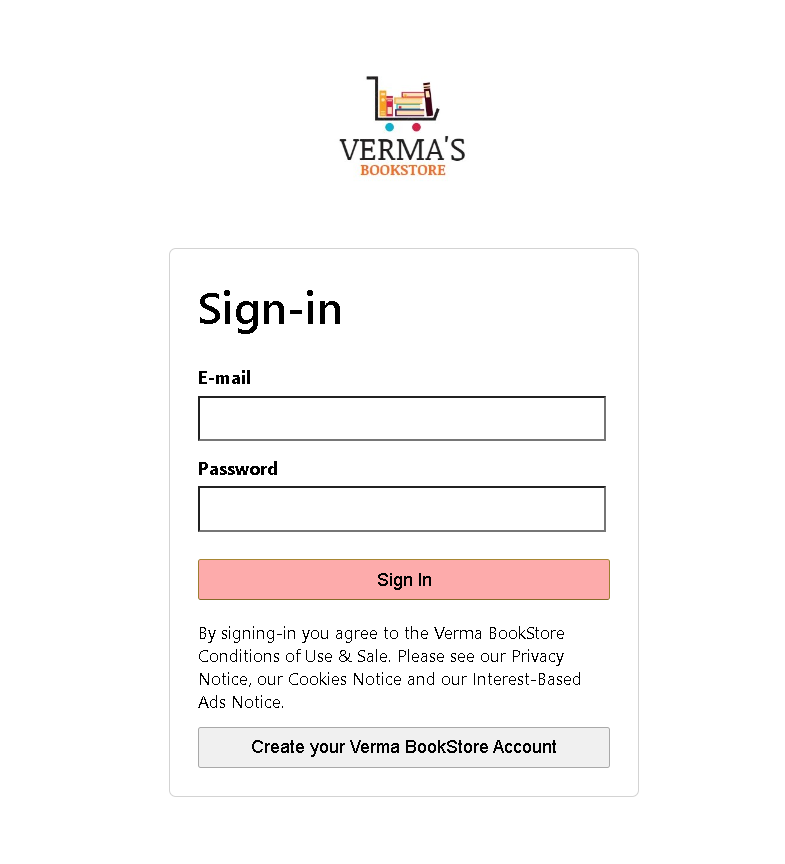 VERMA'S
BOOKSTORE
Sign-in
E-mail
Password
Sign In
By signing-in you agree to the Verma BookStore
Conditions of Use & Sale. Please see our Privacy
Notice, our Cookies Notice and our Interest-Based
Ads Notice.
Create your Verma BookStore Account